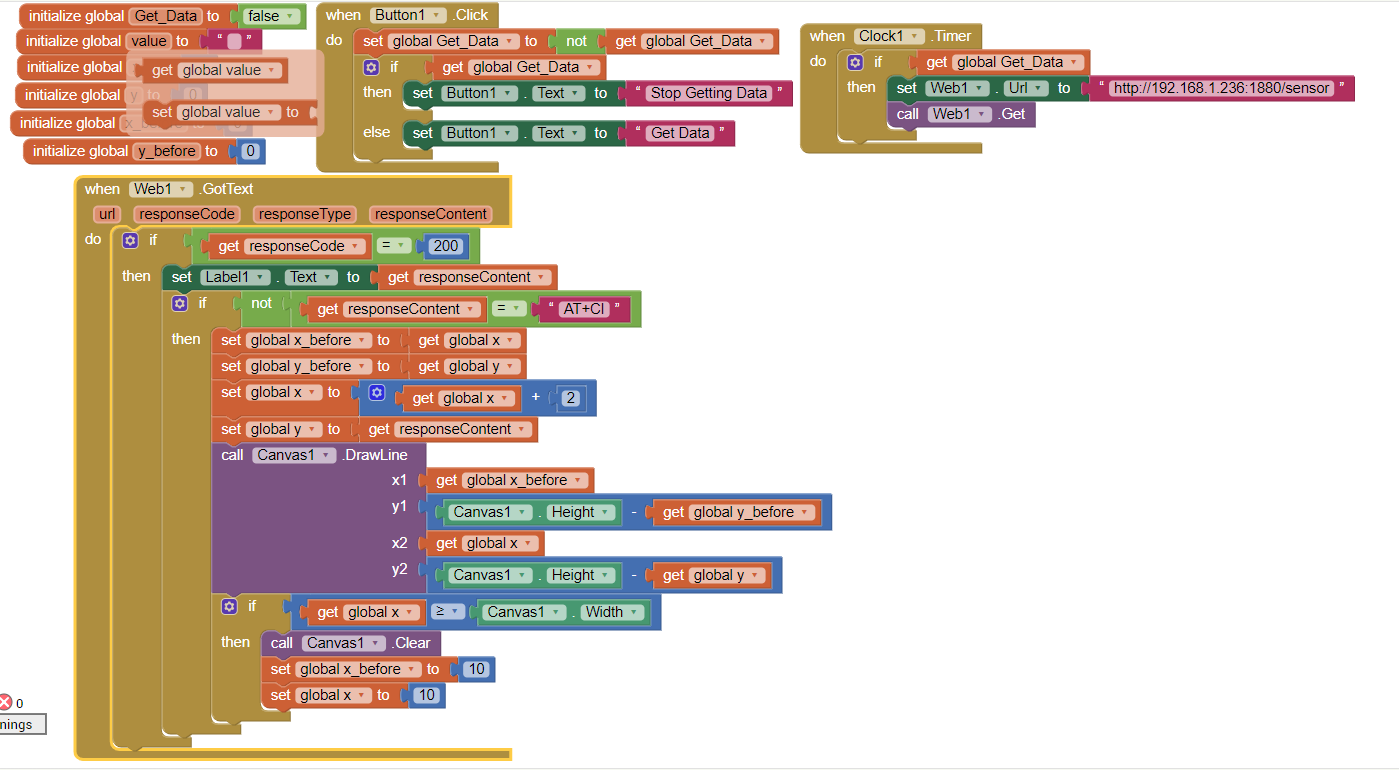 initialize global Get_Data to false
initialize global value to " "
initialize global
get global value
initialize global y to 0
set global value to
initialize global
initialize global y_before to 0
when Button1 .Click
do set global Get_Data to not get global Get_Data
if get global Get_Data
then set Button1 . Text to " Stop Getting Data "
else set Button1 . Text to " Get Data "
when Clock1 .Timer
do if get global Get_Data
then set Web1 . Url to " http://192.168.1.236:1880/sensor "
call Web1 .Get
when Web1 .GotText
url responseCode responseType responseContent
do if get responseCode = 200
then set Label1 . Text to get responseContent
if not get responseContent = " AT+CI "
then set global x_before to get global x
set global y_before to get global y
set global x to get global x + 2
set global y to get responseContent
call Canvas1 .DrawLine
x1 get global x_before
y1 Canvas1 . Height - get global y_before
x2 get global x
y2 Canvas1 . Height - get global y
if get global x ≥ Canvas1 . Width
then call Canvas1 .Clear
set global x_before to 10
set global x to 10
0
nings